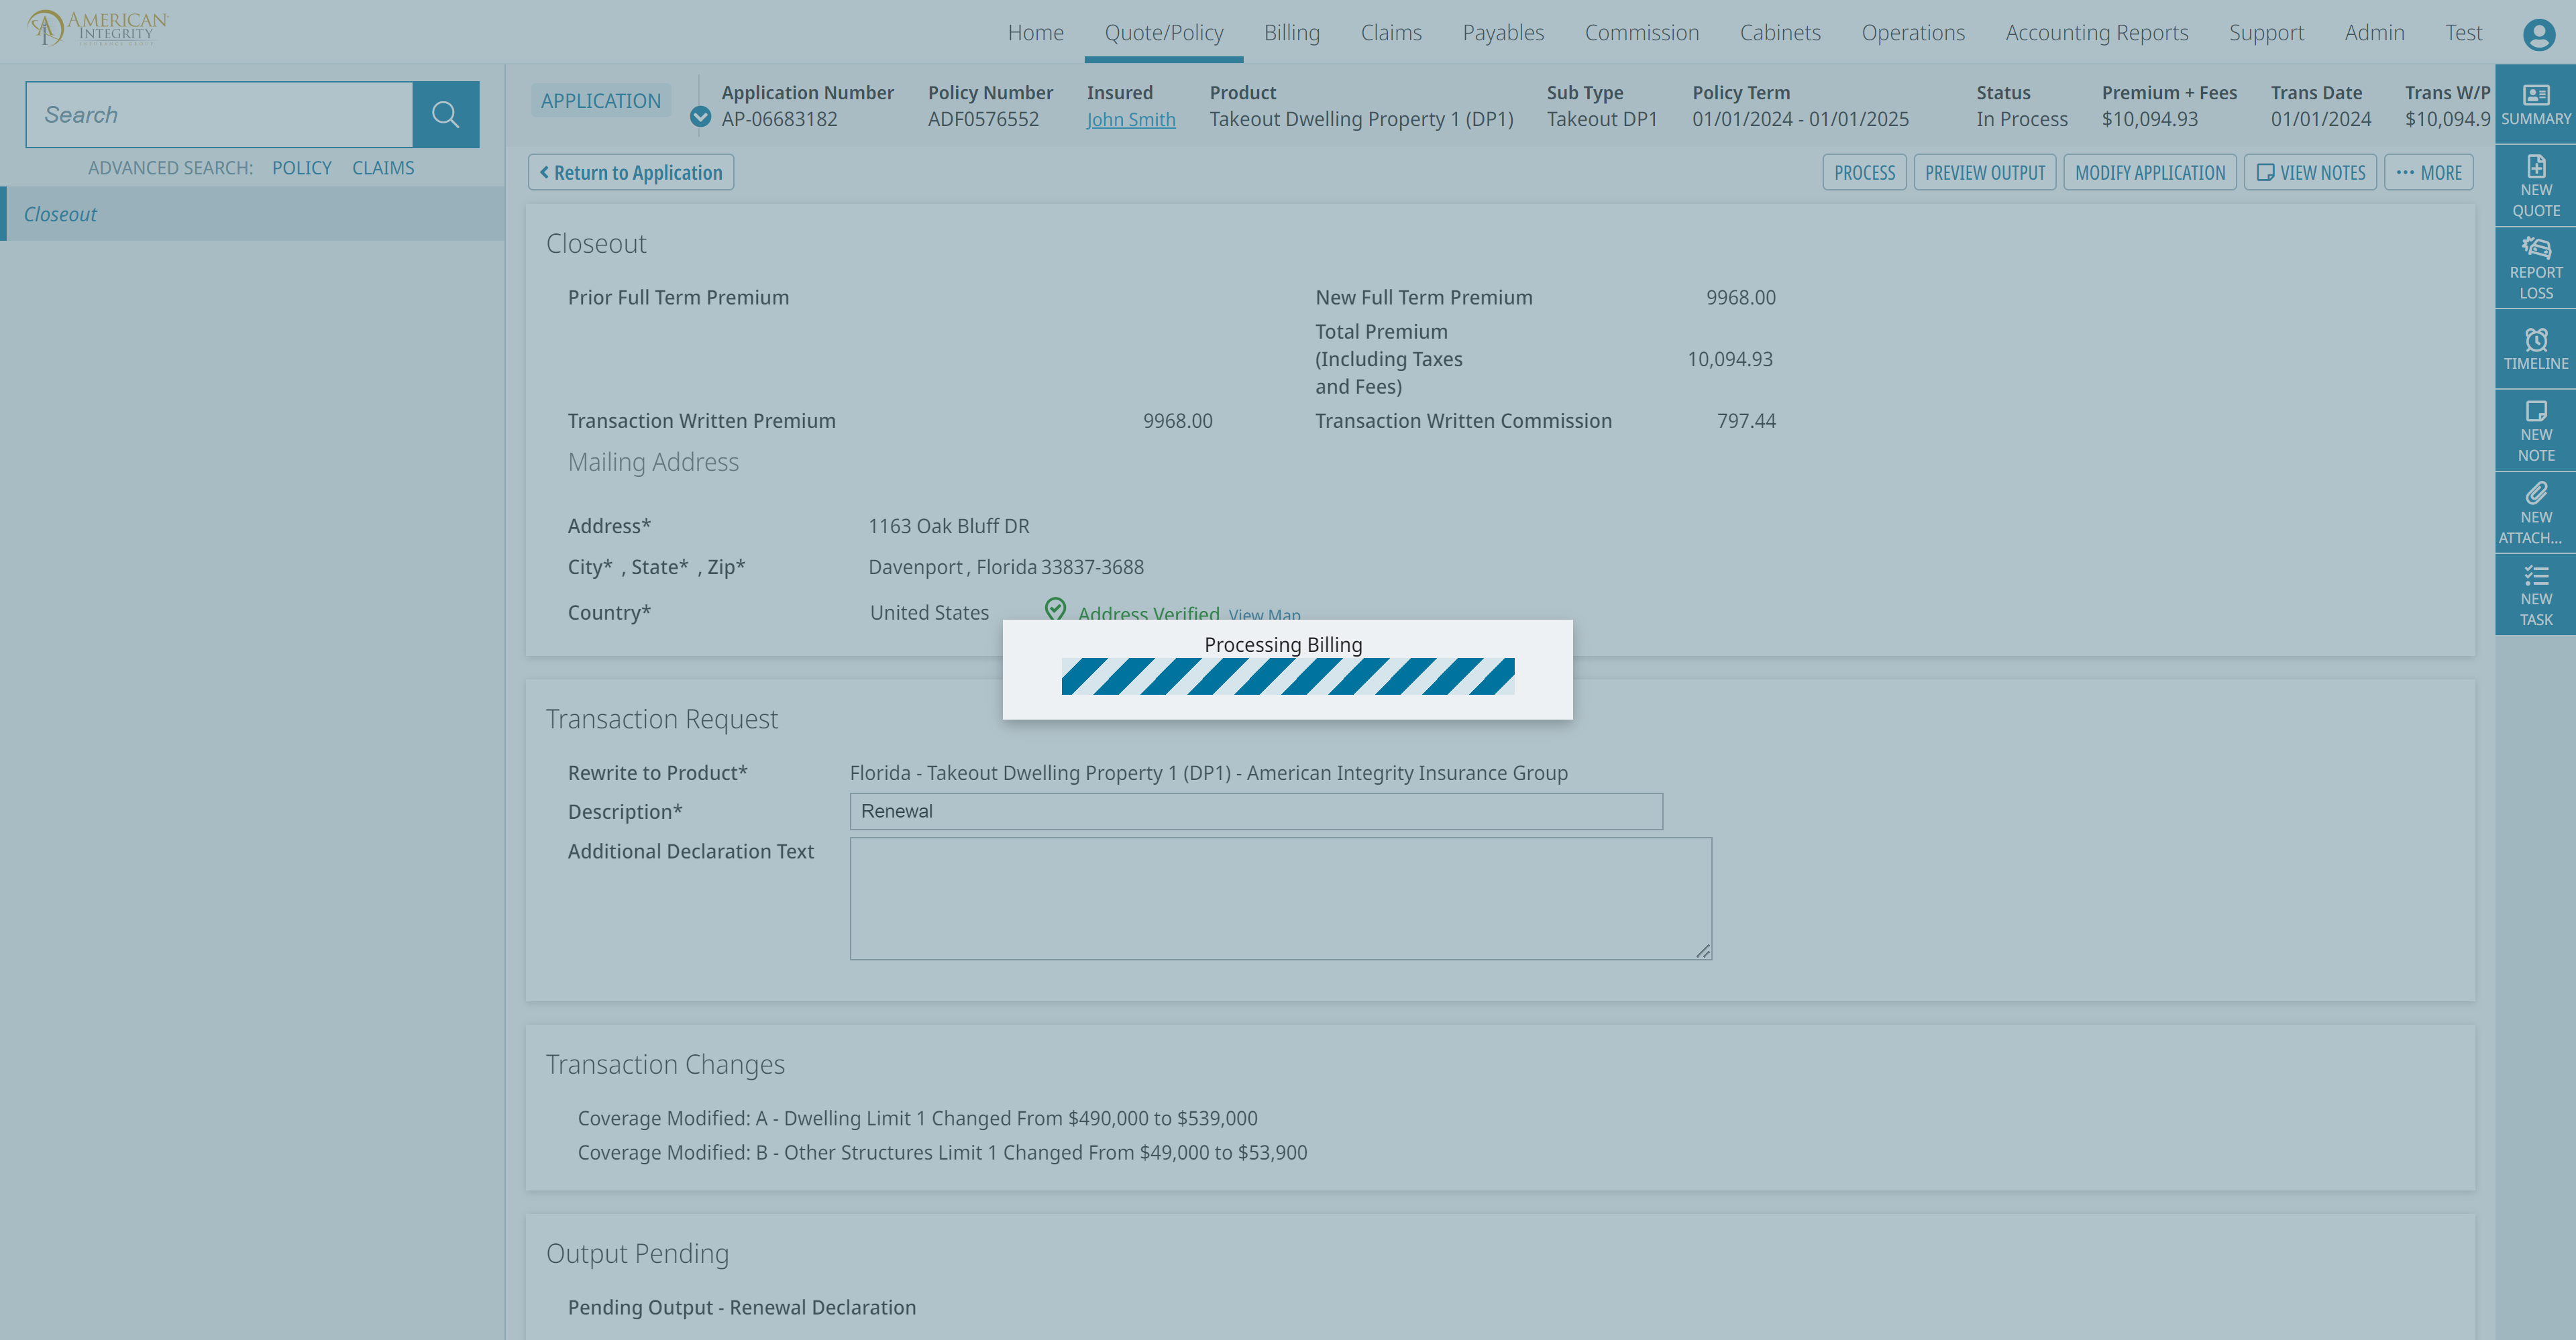 AMERICAN
INTEGRITY
Home Quote/Policy Billing Claims Payables Commission Cabinets Operations Accounting Reports Support Admin Test
Search
ADVANCED SEARCH: POLICY CLAIMS
Closeout
APPLICATION
Application Number Policy Number Insured Product Sub Type Policy Term Status Premium + Fees Trans Date Trans W/P
AP-06683182 ADF0576552 John Smith Takeout Dwelling Property 1 (DP1) Takeout DP1 01/01/2024 - 01/01/2025 In Process $10,094.93 01/01/2024 $10,094.9
Return to Application PROCESS PREVIEW OUTPUT MODIFY APPLICATION VIEW NOTES ... MORE
Closeout
Prior Full Term Premium New Full Term Premium 9968.00
Total Premium
(Including Taxes 10,094.93
and Fees)
Transaction Written Premium 9968.00 Transaction Written Commission 797.44
Mailing Address
Address* 1163 Oak Bluff DR
City* , State* , Zip* Davenport , Florida 33837-3688
Country* United States Address Verified View Map
Processing Billing
Transaction Request
Rewrite to Product* Florida - Takeout Dwelling Property 1 (DP1) - American Integrity Insurance Group
Description* Renewal
Additional Declaration Text
Transaction Changes
Coverage Modified: A - Dwelling Limit 1 Changed From $490,000 to $539,000
Coverage Modified: B - Other Structures Limit 1 Changed From $49,000 to $53,900
Output Pending
Pending Output - Renewal Declaration
SUMMARY
NEW
QUOTE
REPORT
LOSS
TIMELINE
NEW
NOTE
NEW
ATTACH...
NEW
TASK